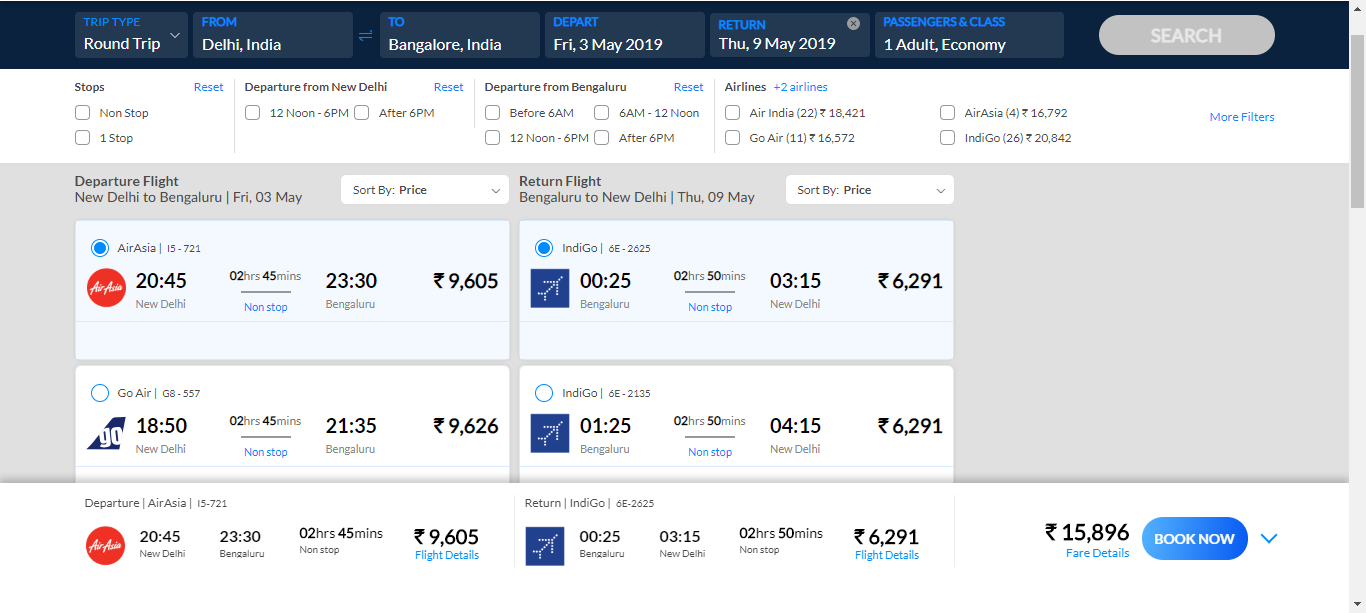 TRIP TYPE
Round Trip
FROM
Delhi, India
TO
Bangalore, India
DEPART
Fri, 3 May 2019
RETURN
Thu, 9 May 2019
PASSENGERS & CLASS
1 Adult, Economy
SEARCH
Stops Reset
Non Stop
1 Stop
Departure from New Delhi Reset
12 Noon - 6PM After 6PM
Departure from Bengaluru Reset
Before 6AM 6AM - 12 Noon
12 Noon - 6PM After 6PM
Airlines +2 airlines
Air India (22) ₹ 18,421 AirAsia (4) ₹ 16,792
Go Air (11) ₹ 16,572 IndiGo (26) ₹ 20,842
More Filters
Departure Flight
New Delhi to Bengaluru | Fri, 03 May
Sort By: Price
Return Flight
Bengaluru to New Delhi | Thu, 09 May
Sort By: Price
AirAsia | I5 - 721
AirAsia
20:45 02hrs 45mins 23:30 ₹ 9,605
New Delhi Non stop Bengaluru
IndiGo | 6E - 2625
00:25 02hrs 50mins 03:15 ₹ 6,291
Bengaluru Non stop New Delhi
Go Air | G8 - 557
go
18:50 02hrs 45mins 21:35 ₹ 9,626
New Delhi Non stop Bengaluru
IndiGo | 6E - 2135
01:25 02hrs 50mins 04:15 ₹ 6,291
Bengaluru Non stop New Delhi
Departure | AirAsia | I5-721
AirAsia
20:45 23:30 02hrs 45mins ₹ 9,605
New Delhi Bengaluru Non stop Flight Details
Return | IndiGo | 6E-2625
00:25 03:15 02hrs 50mins ₹ 6,291
Bengaluru New Delhi Non stop Flight Details
₹ 15,896
Fare Details
BOOK NOW